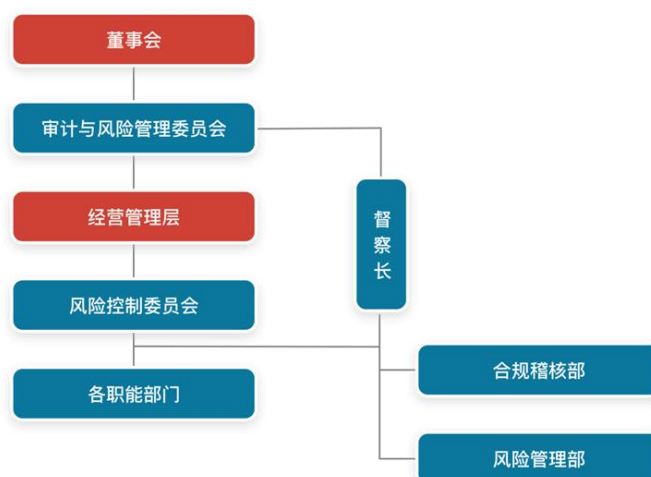 董事会
审计与风险管理委员会
经营管理层
督察长
风险控制委员会
合规稽核部
各职能部门
风险管理部